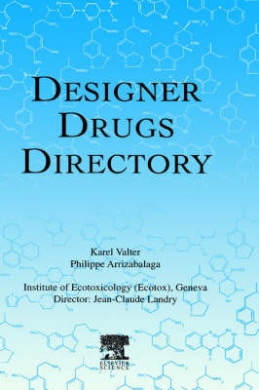 DESIGNER
DRUGS
DIRECTORY
Karel Valter
Philippe Arrizabalaga
Institute of Ecotoxicology (Ecotox), Geneva
Director: Jean-Claude Landry
ELSEVIER
SCIENCE